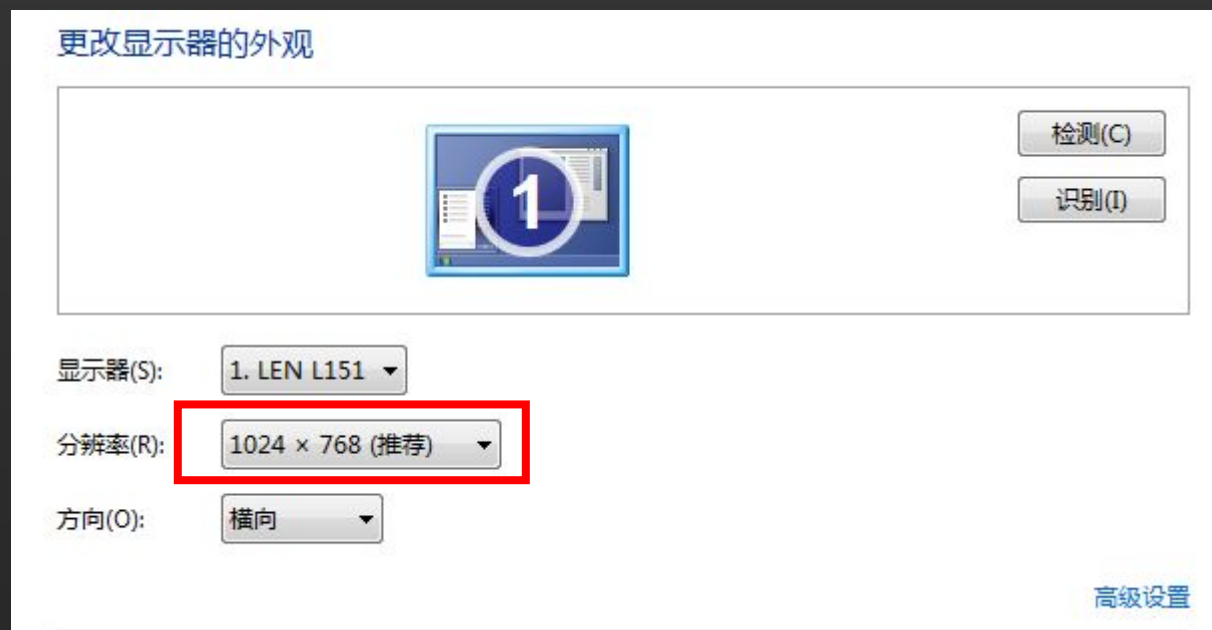 更改显示器的外观
1
检测(C)
识别(I)
显示器(S): 1. LEN L151
分辨率(R): 1024 × 768 (推荐)
方向(O): 横向
高级设置